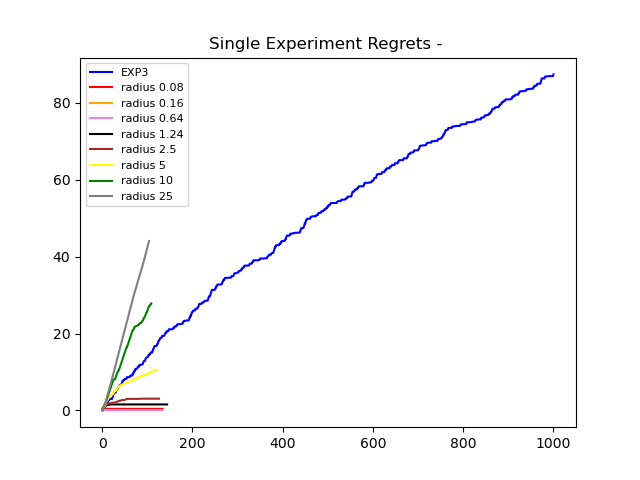 Single Experiment Regrets -
EXP3
radius 0.08
radius 0.16
radius 0.64
radius 1.24
radius 2.5
radius 5
radius 10
radius 25
80
60
40
20
0
0 200 400 600 800 1000